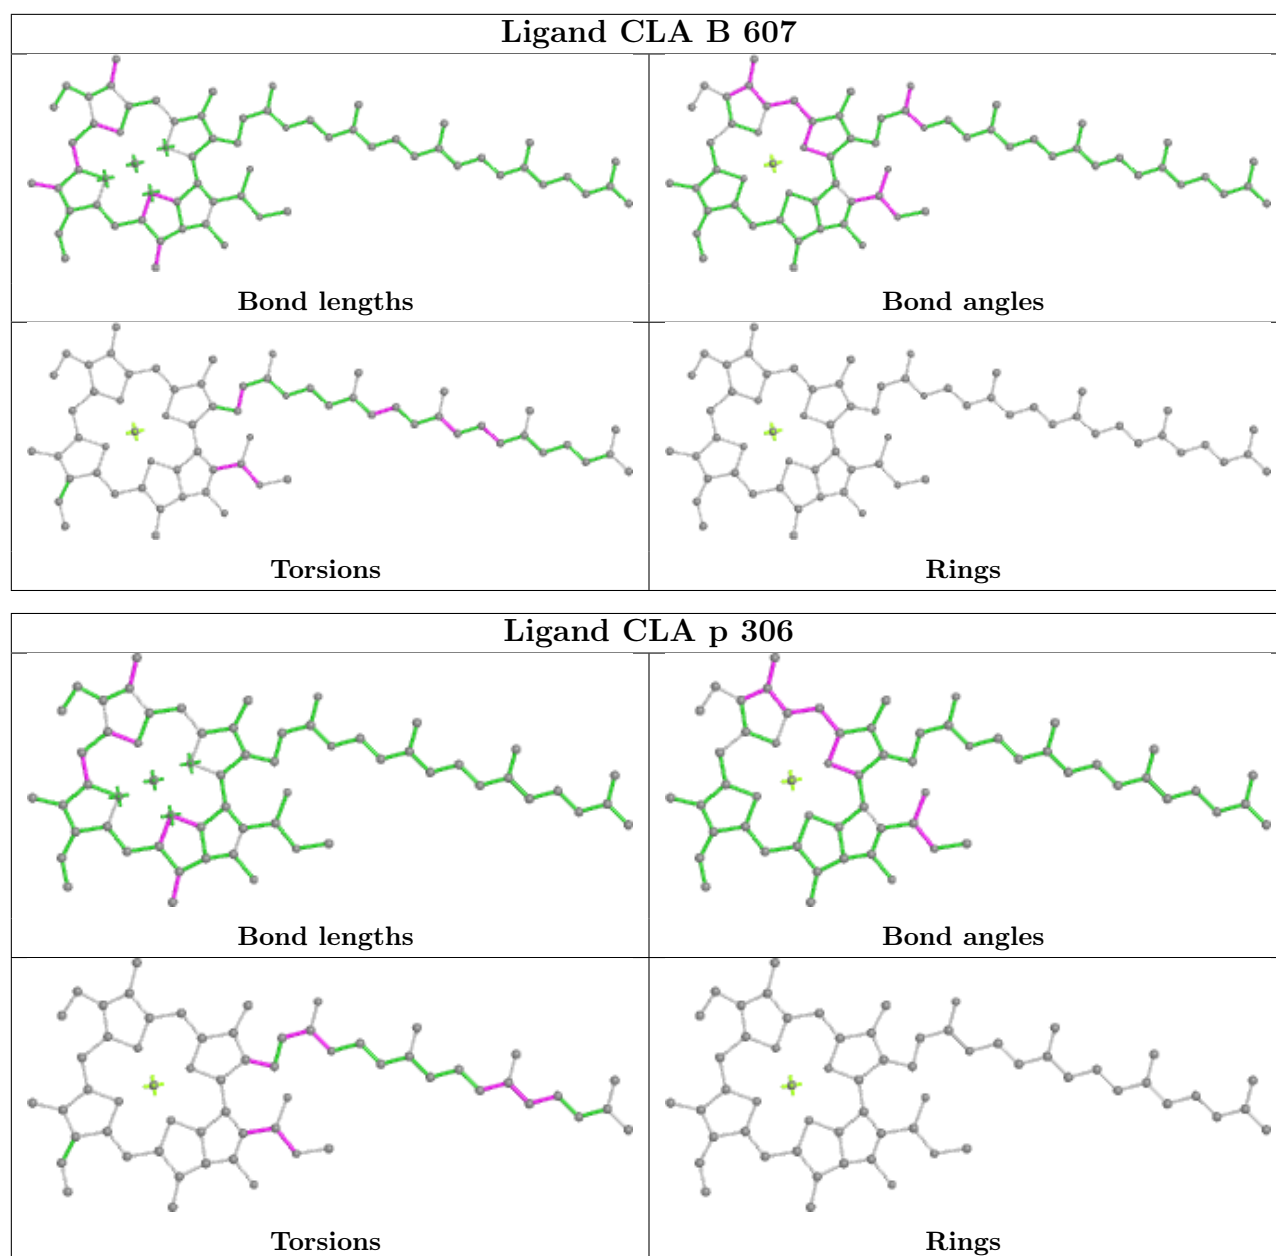 Ligand CLA B 607
Bond lengths
Bond angles
Torsions
Rings
Ligand CLA p 306
Bond lengths
Bond angles
Torsions
Rings